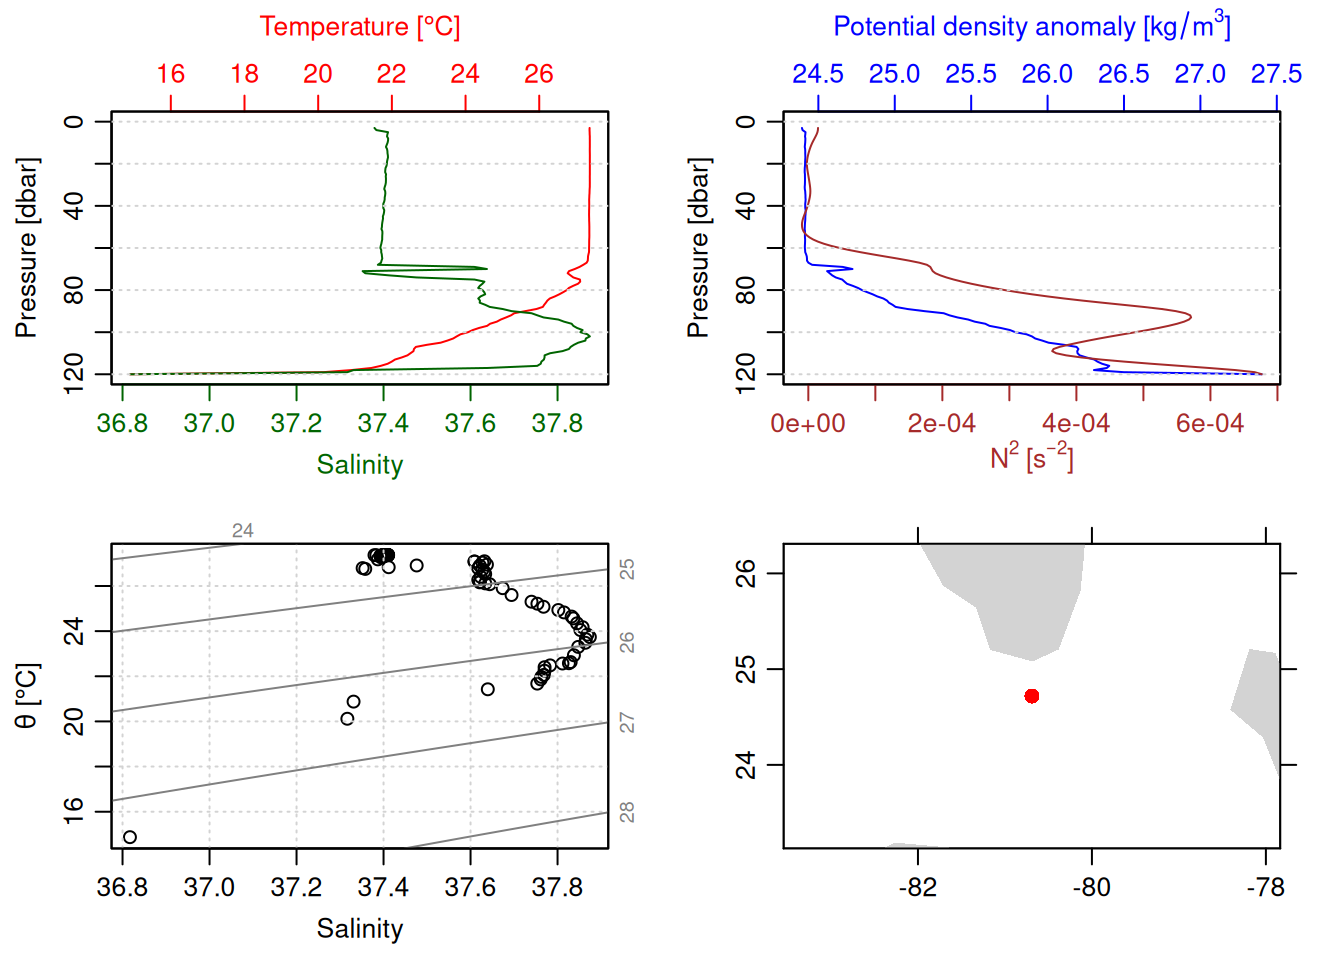 Temperature [°C]
16 18 20 22 24 26
Pressure [dbar]
0 40 80 120
36.8 37.0 37.2 37.4 37.6 37.8
Salinity
Potential density anomaly [kg/m³]
24.5 25.0 25.5 26.0 26.5 27.0 27.5
Pressure [dbar]
0 40 80 120
0e+00 2e-04 4e-04 6e-04
N² [s⁻²]
24
25
26
27
28
θ [°C]
24 20 16
36.8 37.0 37.2 37.4 37.6 37.8
Salinity
26 25 24
-82 -80 -78